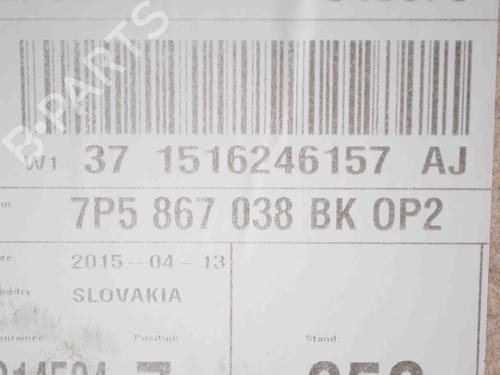 B-PARTS
W1 37 1516246157 AJ
7P5 867 038 BK OP2
2015-04-13
SLOVAKIA
Position
Stand